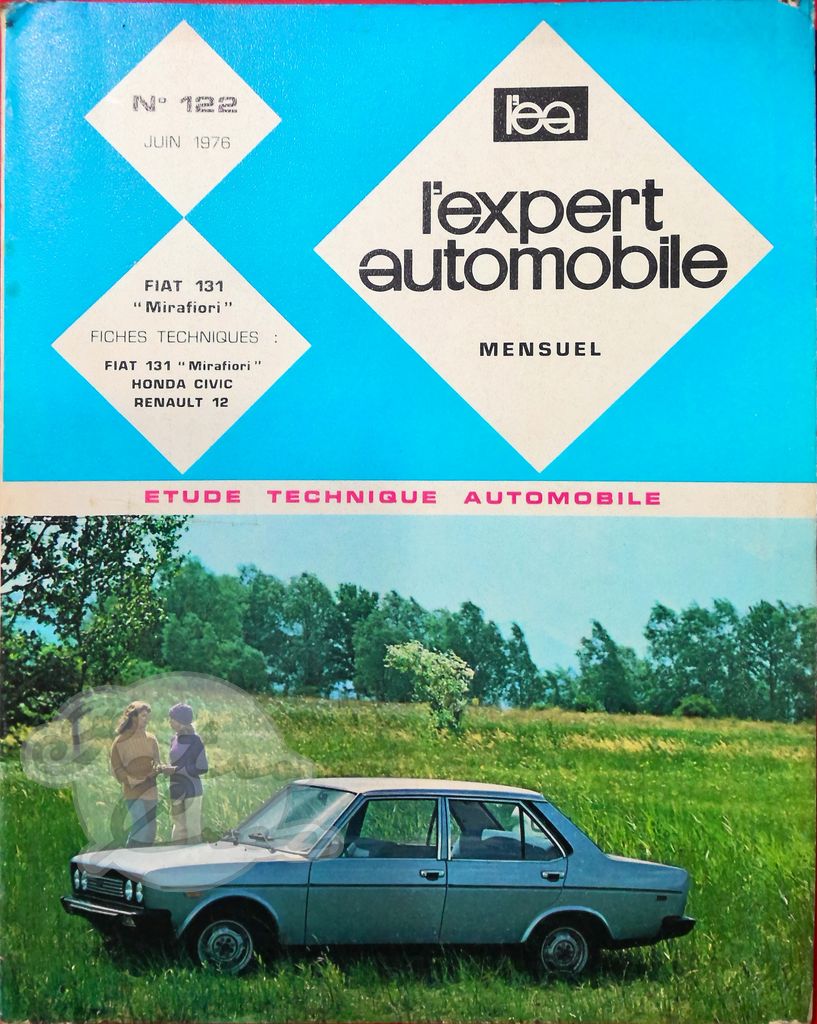 N° 122
JUIN 1976
FIAT 131
"Mirafiori"
FICHES TECHNIQUES :
FIAT 131 "Mirafiori"
HONDA CIVIC
RENAULT 12
l'ea
l'expert
automobile
MENSUEL
ETUDE TECHNIQUE AUTOMOBILE